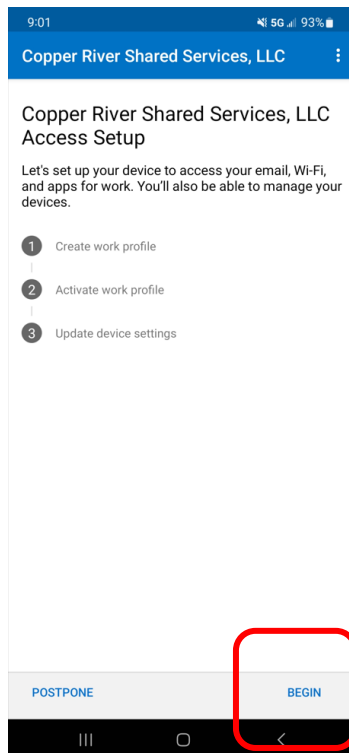 9:01 5G 93%
Copper River Shared Services, LLC
Copper River Shared Services, LLC
Access Setup
Let's set up your device to access your email, Wi-Fi,
and apps for work. You'll also be able to manage your
devices.
1 Create work profile
2 Activate work profile
3 Update device settings
POSTPONE BEGIN